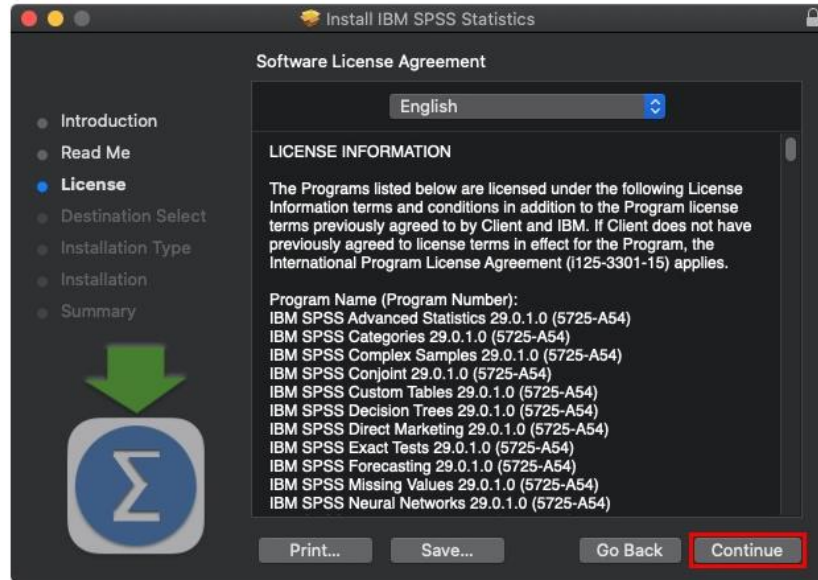 Install IBM SPSS Statistics
Software License Agreement
Introduction
Read Me
License
Destination Select
Installation Type
Installation
Summary
English
LICENSE INFORMATION
The Programs listed below are licensed under the following License
Information terms and conditions in addition to the Program license
terms previously agreed to by Client and IBM. If Client does not have
previously agreed to license terms in effect for the Program, the
International Program License Agreement (i125-3301-15) applies.
Program Name (Program Number):
IBM SPSS Advanced Statistics 29.0.1.0 (5725-A54)
IBM SPSS Categories 29.0.1.0 (5725-A54)
IBM SPSS Complex Samples 29.0.1.0 (5725-A54)
IBM SPSS Conjoint 29.0.1.0 (5725-A54)
IBM SPSS Custom Tables 29.0.1.0 (5725-A54)
IBM SPSS Decision Trees 29.0.1.0 (5725-A54)
IBM SPSS Direct Marketing 29.0.1.0 (5725-A54)
IBM SPSS Exact Tests 29.0.1.0 (5725-A54)
IBM SPSS Forecasting 29.0.1.0 (5725-A54)
IBM SPSS Missing Values 29.0.1.0 (5725-A54)
IBM SPSS Neural Networks 29.0.1.0 (5725-A54)
Σ
Print... Save... Go Back Continue